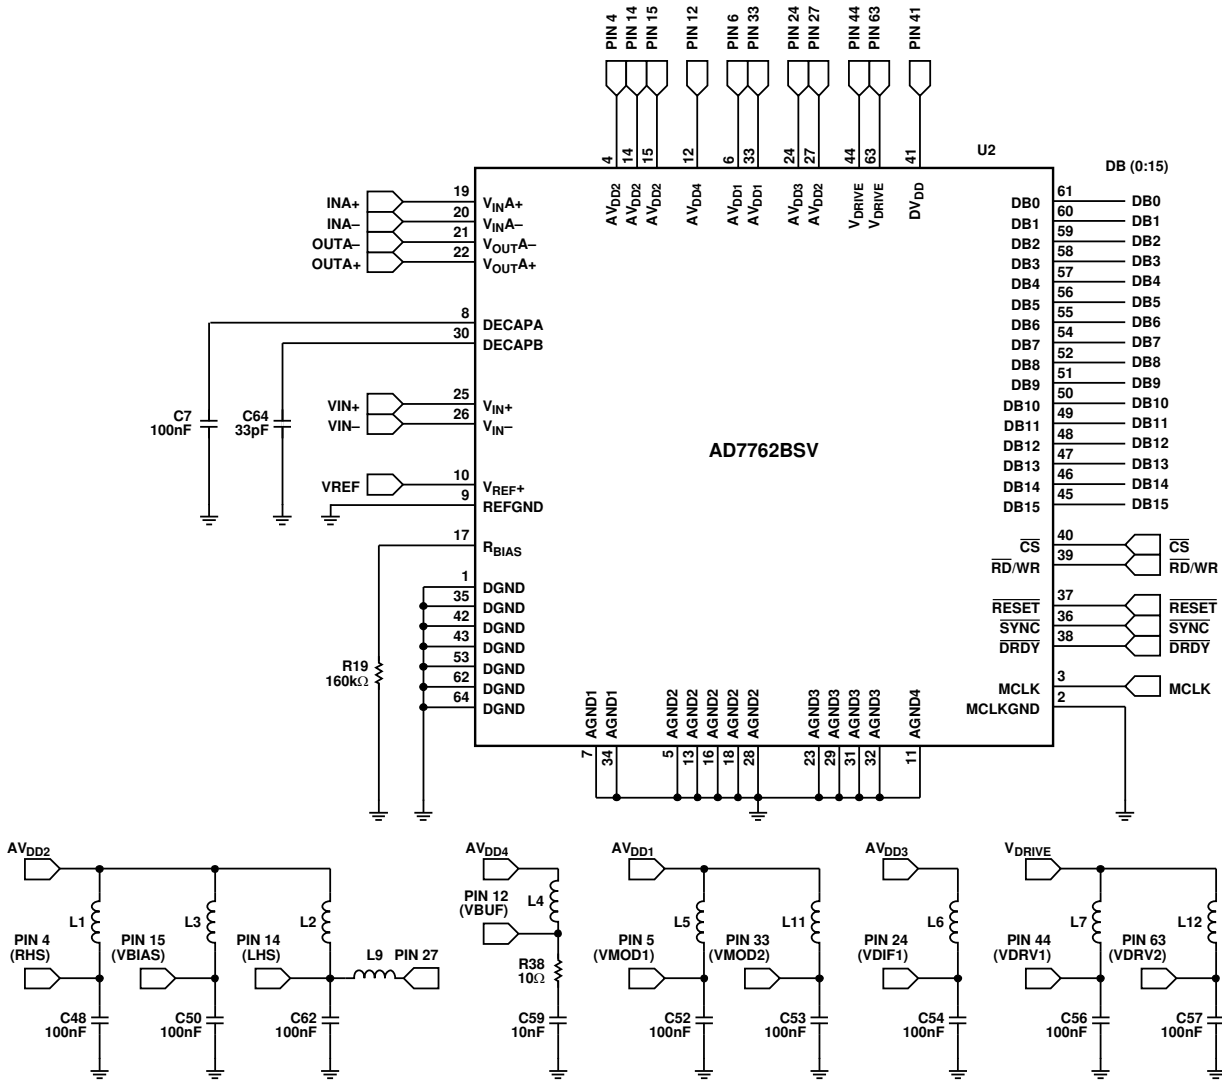 PIN 4
PIN 14
PIN 15
PIN 12
PIN 6
PIN 33
PIN 24
PIN 27
PIN 44
PIN 63
PIN 41
4
14
15
12
6
33
24
27
44
63
41
U2
DB (0:15)
AVDD2
AVDD2
AVDD2
AVDD4
AVDD1
AVDD1
AVDD3
AVDD2
VDRIVE
VDRIVE
DVDD
INA+ 19 VINA+
INA– 20 VINA–
OUTA– 21 VOUTA–
OUTA+ 22 VOUTA+
8 DECAPA
30 DECAPB
C7
100nF
C64
33pF
VIN+ 25 VIN+
VIN– 26 VIN–
VREF 10 VREF+
9 REFGND
17 RBIAS
1 DGND
35 DGND
42 DGND
43 DGND
53 DGND
62 DGND
64 DGND
R19
160kΩ
AD7762BSV
DB0 61 DB0
DB1 60 DB1
DB2 59 DB2
DB3 58 DB3
DB4 57 DB4
DB5 56 DB5
DB6 55 DB6
DB7 54 DB7
DB8 52 DB8
DB9 51 DB9
DB10 50 DB10
DB11 49 DB11
DB12 48 DB12
DB13 47 DB13
DB14 46 DB14
DB15 45 DB15
CS 40 CS
RD/WR 39 RD/WR
RESET 37 RESET
SYNC 36 SYNC
DRDY 38 DRDY
MCLK 3 MCLK
MCLKGND 2
AGND1
AGND1
AGND2
AGND2
AGND2
AGND2
AGND2
AGND3
AGND3
AGND3
AGND3
AGND4
7
34
5
13
16
18
28
23
29
31
32
11
AVDD2
L1
L3
L2
PIN 4
(RHS)
PIN 15
(VBIAS)
PIN 14
(LHS)
L9 PIN 27
C48
100nF
C50
100nF
C62
100nF
AVDD4
PIN 12
(VBUF)
L4
R38
10Ω
C59
10nF
AVDD1
L5
L11
PIN 5
(VMOD1)
PIN 33
(VMOD2)
C52
100nF
C53
100nF
AVDD3
L6
PIN 24
(VDIF1)
C54
100nF
VDRIVE
L7
L12
PIN 44
(VDRV1)
PIN 63
(VDRV2)
C56
100nF
C57
100nF